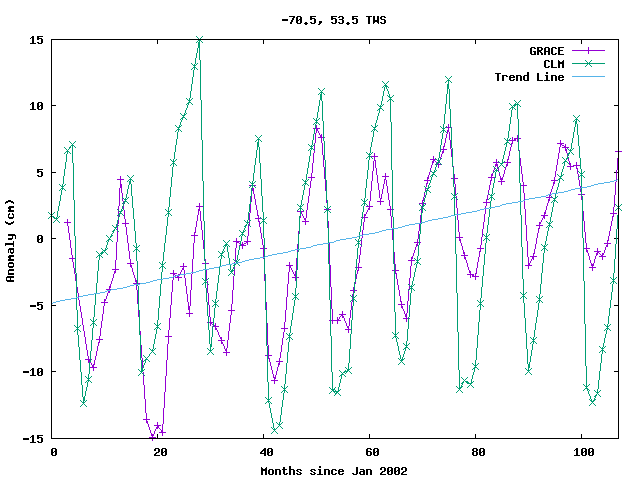 -70.5, 53.5 TWS
GRACE
CLM
Trend Line
15
10
5
0
-5
-10
-15
Anomaly (cm)
0 20 40 60 80 100
Months since Jan 2002